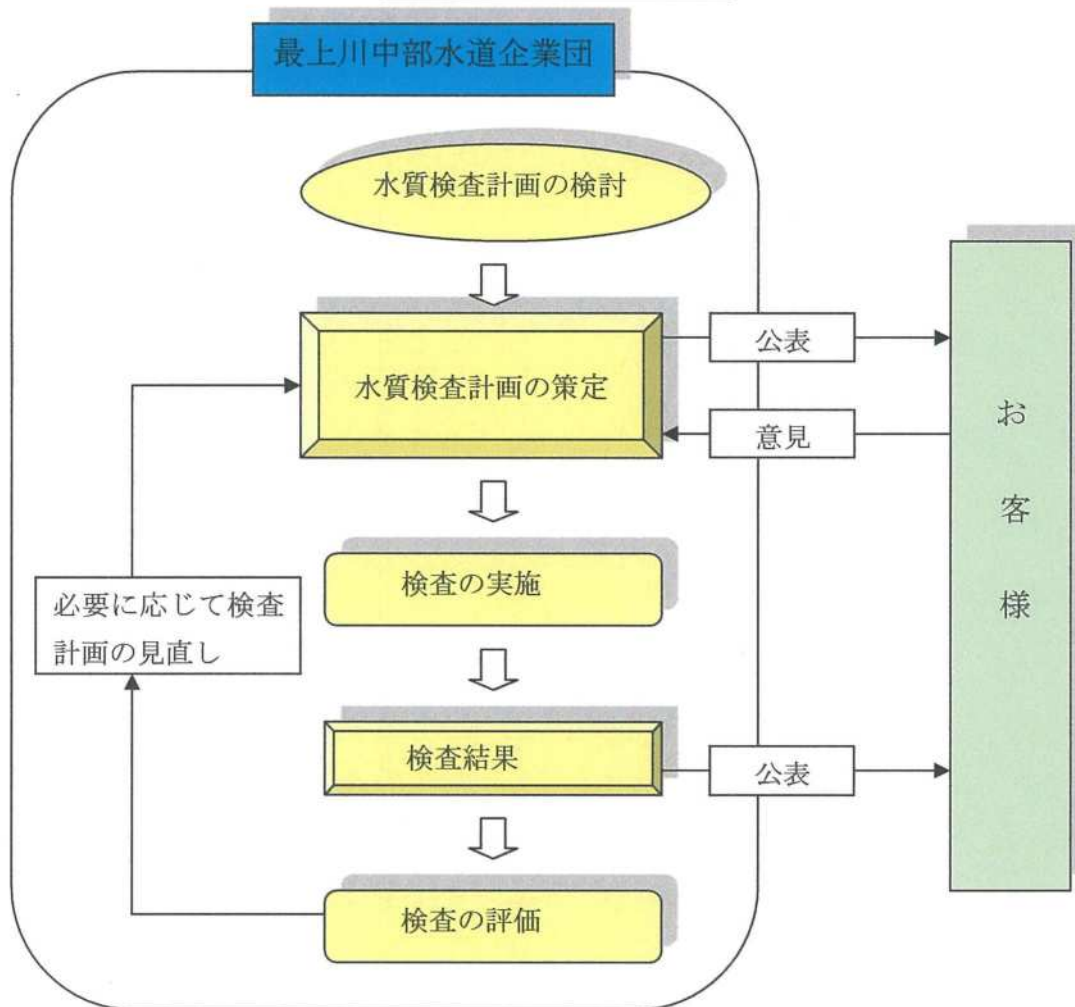 最上川中部水道企業団
水質検査計画の検討
水質検査計画の策定
公表
意見
お客様
検査の実施
必要に応じて検査
計画の見直し
検査結果
公表
検査の評価